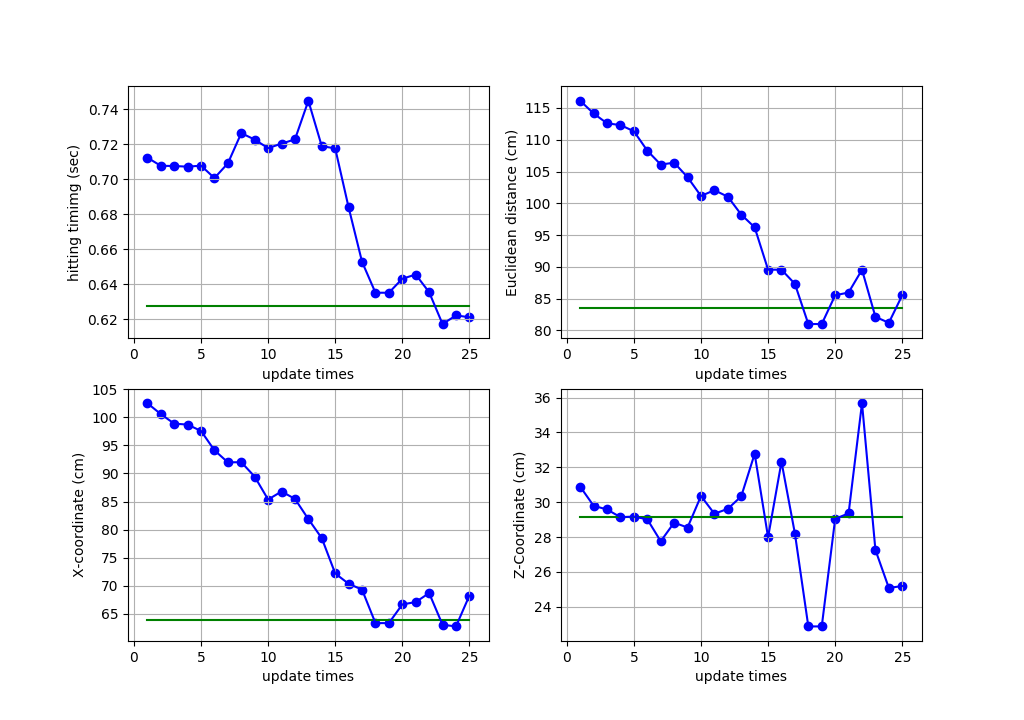 0.74
0.72
0.70
0.68
0.66
0.64
0.62
hitting timimg (sec)
0 5 10 15 20 25
update times
115
110
105
100
95
90
85
80
Euclidean distance (cm)
0 5 10 15 20 25
update times
105
100
95
90
85
80
75
70
65
X-coordinate (cm)
0 5 10 15 20 25
update times
36
34
32
30
28
26
24
Z-Coordinate (cm)
0 5 10 15 20 25
update times